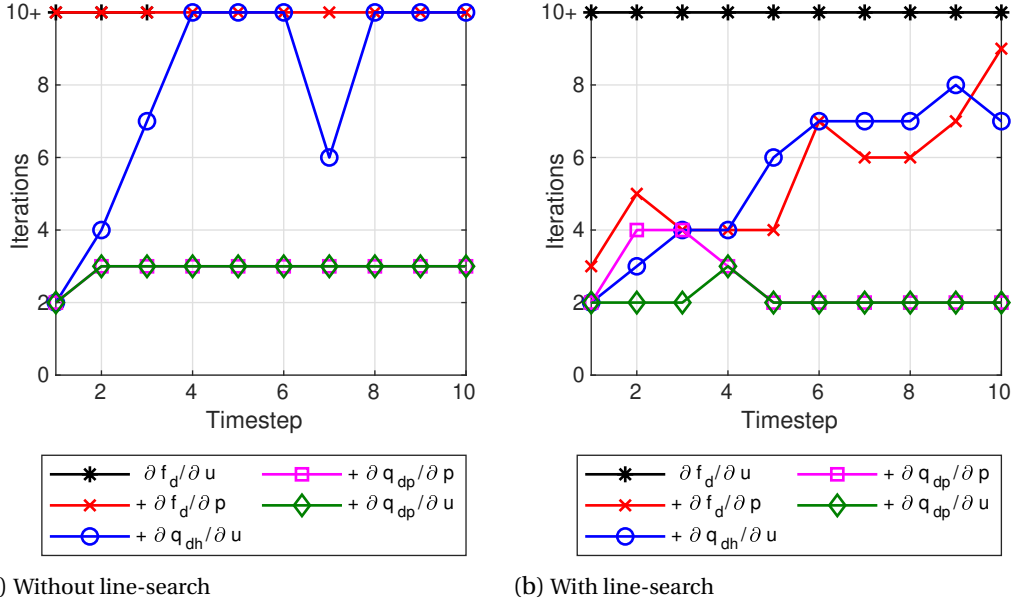 10+
8
6
4
2
0
Iterations
2 4 6 8 10
Timestep
∂ f_d/∂ u
+ ∂ f_d/∂ p
+ ∂ q_dh/∂ u
+ ∂ q_dp/∂ p
+ ∂ q_dp/∂ u
) Without line-search
10+
8
6
4
2
0
Iterations
2 4 6 8 10
Timestep
∂ f_d/∂ u
+ ∂ f_d/∂ p
+ ∂ q_dh/∂ u
+ ∂ q_dp/∂ p
+ ∂ q_dp/∂ u
(b) With line-search